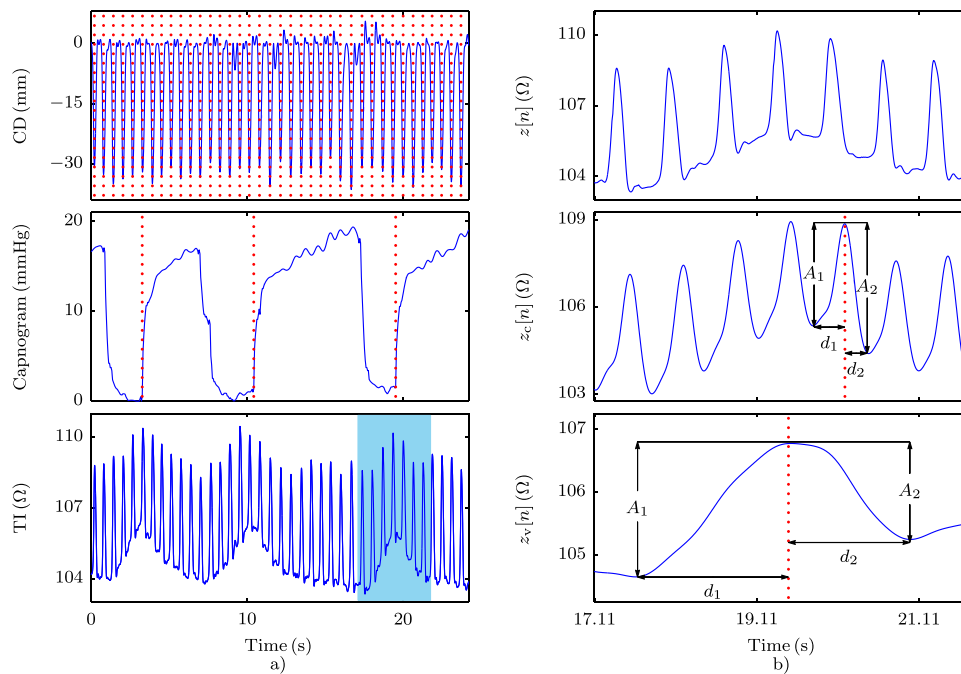 CD (mm)
0
−15
−30
Capnogram (mmHg)
20
10
0
TI (Ω)
110
107
104
0
10
20
Time (s)
a)
z[n] (Ω)
110
107
104
z_c[n] (Ω)
109
106
103
A_1
A_2
d_1
d_2
z_v[n] (Ω)
107
106
105
A_1
A_2
d_1
d_2
17.11
19.11
21.11
Time (s)
b)